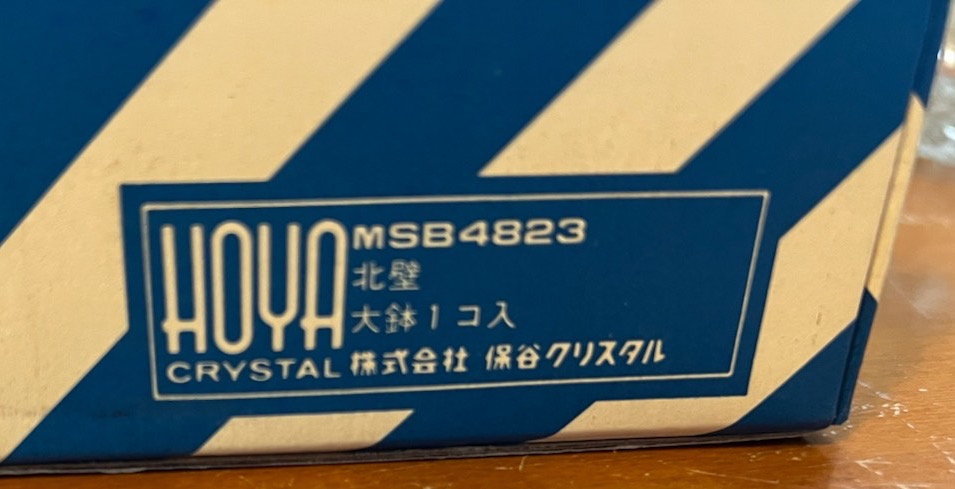 HOYA
CRYSTAL
MSB4823
北壁
大鉢1コ入
株式会社 保谷クリスタル